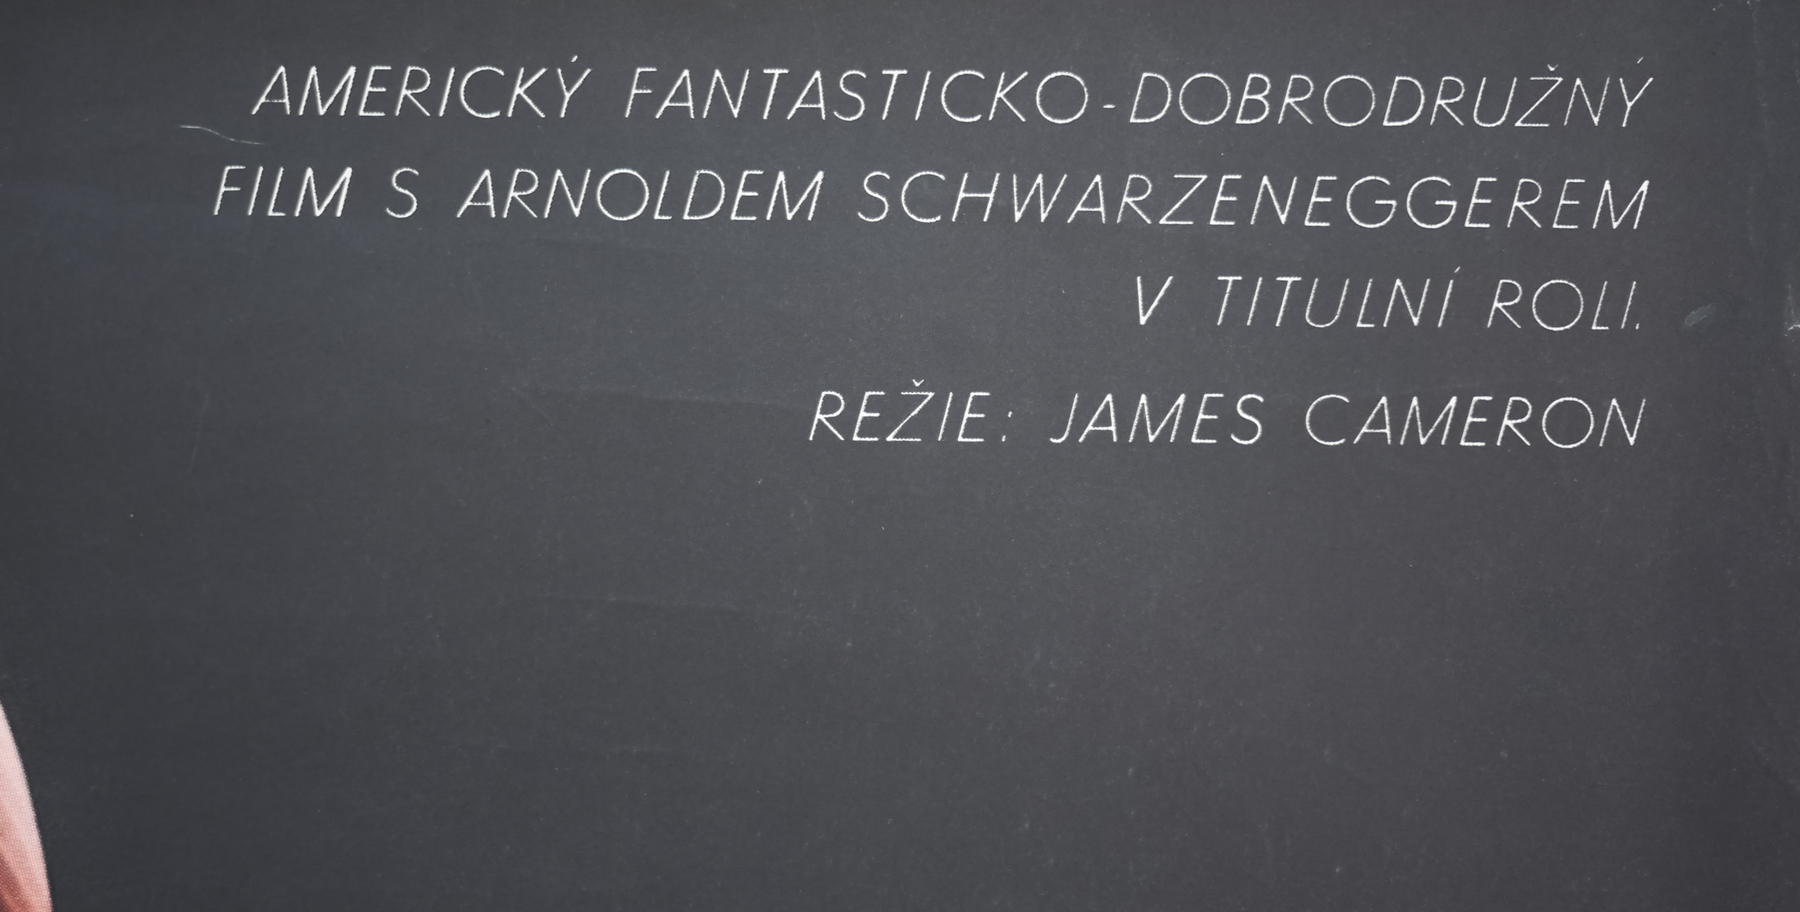 AMERICKÝ FANTASTICKO-DOBRODRUŽNÝ
FILM S ARNOLDEM SCHWARZENEGGEREM
V TITULNÍ ROLI.
REŽIE: JAMES CAMERON